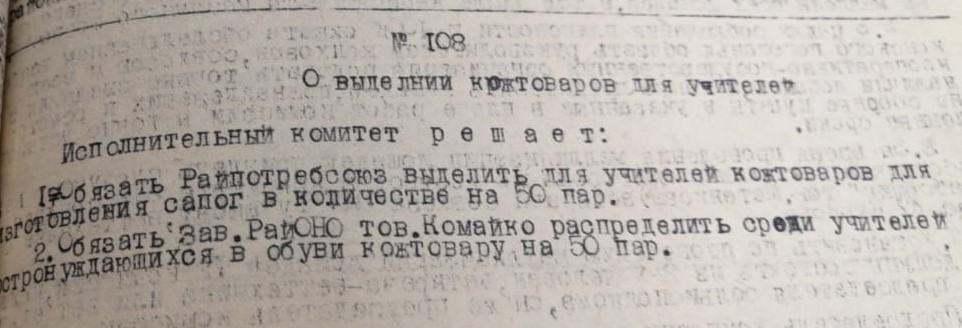 № 108
О выделнии кожтоваров для учителей
Исполнительный комитет р е ш а е т:
1. Обязать Райпотребсоюз выделить для учителей кожтоваров для
изготовления сапог в количестве на 50 пар.
2. Обязать Зав.РайОНО тов.Комайко распределить среди учителей
остронуждающихся в обуви кожтовару на 50 пар.